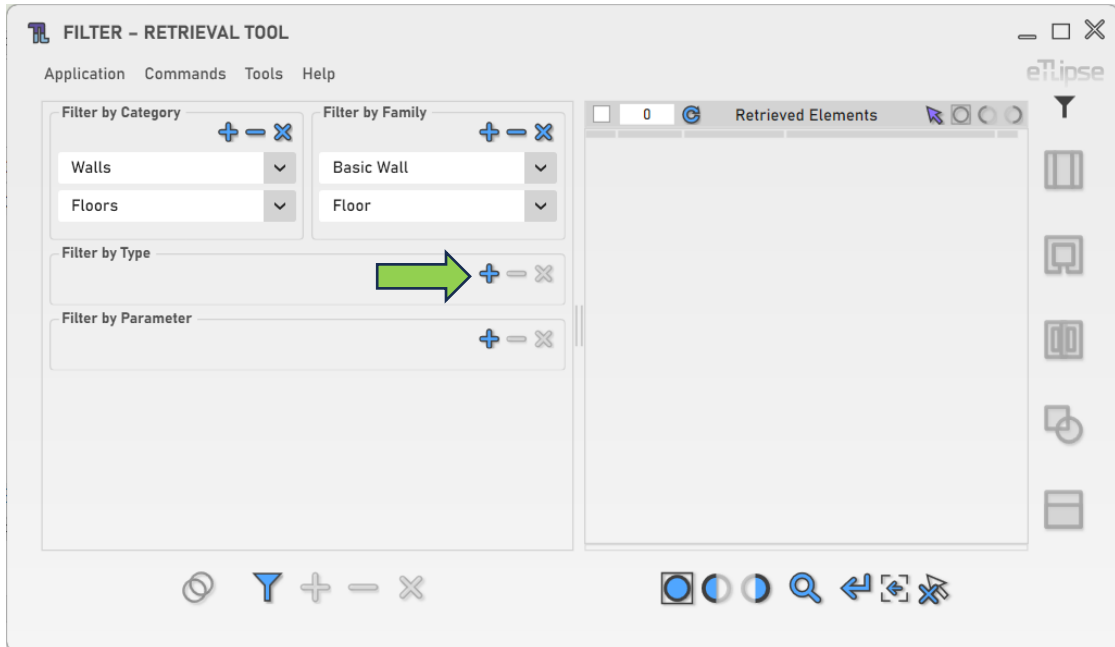 FILTER – RETRIEVAL TOOL
Application Commands Tools Help
eTLipse
Filter by Category
Filter by Family
Walls
Basic Wall
Floors
Floor
Filter by Type
Filter by Parameter
0 Retrieved Elements